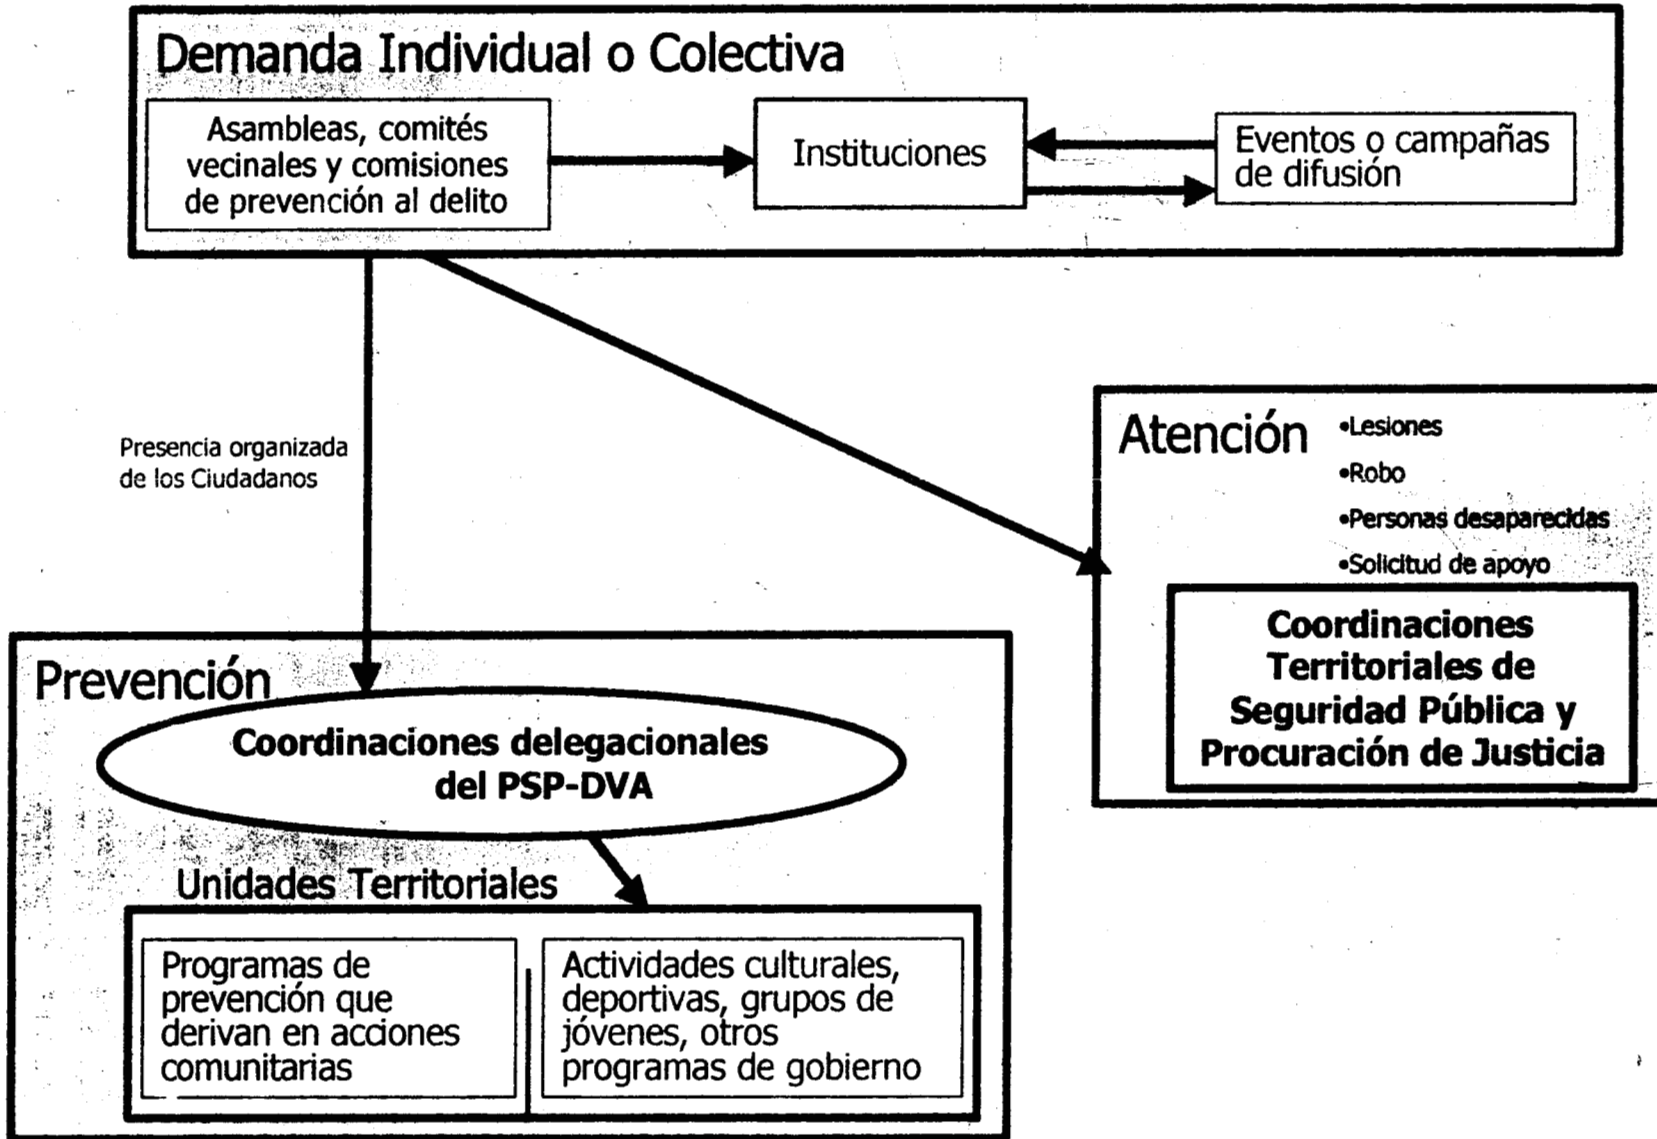 Demanda Individual o Colectiva
Asambleas, comités
vecinales y comisiones
de prevención al delito
Instituciones
Eventos o campañas
de difusión
Presencia organizada
de los Ciudadanos
Atención
•Lesiones
•Robo
•Personas desaparecidas
•Solicitud de apoyo
Coordinaciones
Territoriales de
Seguridad Pública y
Procuración de Justicia
Prevención
Coordinaciones delegacionales
del PSP-DVA
Unidades Territoriales
Programas de
prevención que
derivan en acciones
comunitarias
Actividades culturales,
deportivas, grupos de
jóvenes, otros
programas de gobierno